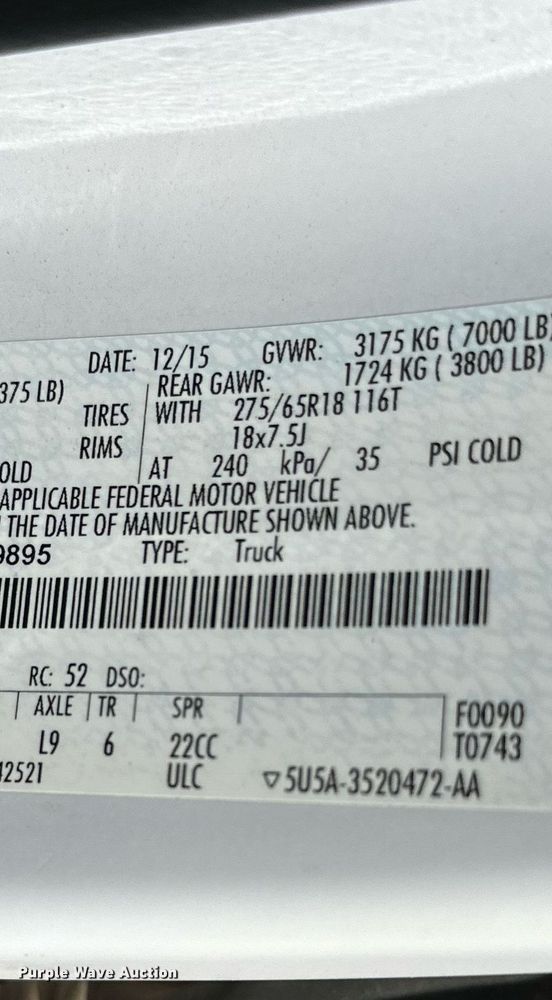 DATE: 12/15 GVWR: 3175 KG ( 7000 LB)
375 LB) REAR GAWR: 1724 KG ( 3800 LB)
TIRES WITH 275/65R18 116T
RIMS 18x7.5J
OLD AT 240 kPa/ 35 PSI COLD
APPLICABLE FEDERAL MOTOR VEHICLE
THE DATE OF MANUFACTURE SHOWN ABOVE.
9895 TYPE: Truck
RC: 52 DSO:
AXLE TR SPR F0090
L9 6 22CC T0743
42521 ULC ▽5U5A-3520472-AA
Purple Wave Auction